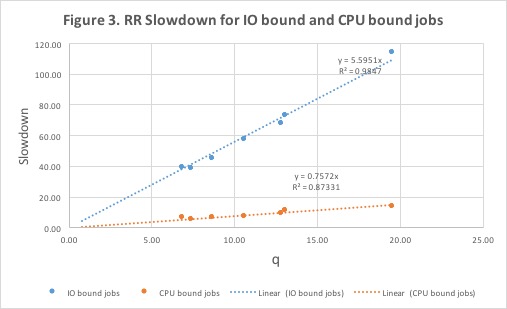 Figure 3. RR Slowdown for IO bound and CPU bound jobs
120.00
100.00
80.00
60.00
40.00
20.00
0.00
Slowdown
y = 5.5951x
R² = 0.9847
y = 0.7572x
R² = 0.87331
0.00 5.00 10.00 15.00 20.00 25.00
q
IO bound jobs CPU bound jobs Linear (IO bound jobs) Linear (CPU bound jobs)